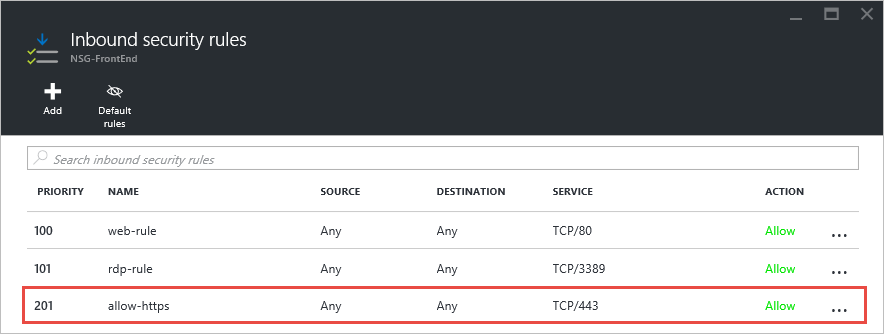 Inbound security rules
NSG-FrontEnd
Add
Default
rules
Search inbound security rules
PRIORITY NAME SOURCE DESTINATION SERVICE ACTION
100 web-rule Any Any TCP/80 Allow ...
101 rdp-rule Any Any TCP/3389 Allow ...
201 allow-https Any Any TCP/443 Allow ...